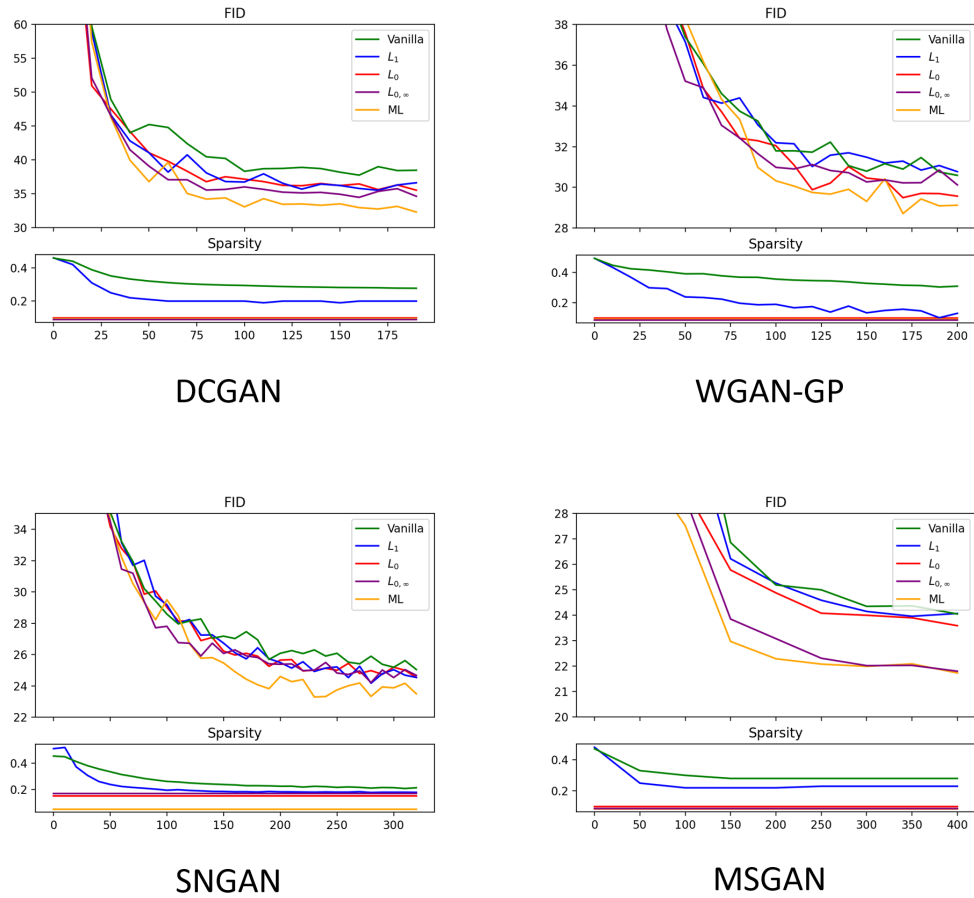 FID
60
55
50
45
40
35
30
Vanilla
L₁
L₀
L₀,∞
ML
Sparsity
0.4
0.2
0 25 50 75 100 125 150 175
DCGAN
FID
38
36
34
32
30
28
Vanilla
L₁
L₀
L₀,∞
ML
Sparsity
0.4
0.2
0 25 50 75 100 125 150 175 200
WGAN-GP
FID
34
32
30
28
26
24
22
Vanilla
L₁
L₀
L₀,∞
ML
Sparsity
0.4
0.2
0 50 100 150 200 250 300
SNGAN
FID
28
27
26
25
24
23
22
21
20
Vanilla
L₁
L₀
L₀,∞
ML
Sparsity
0.4
0.2
0 50 100 150 200 250 300 350 400
MSGAN